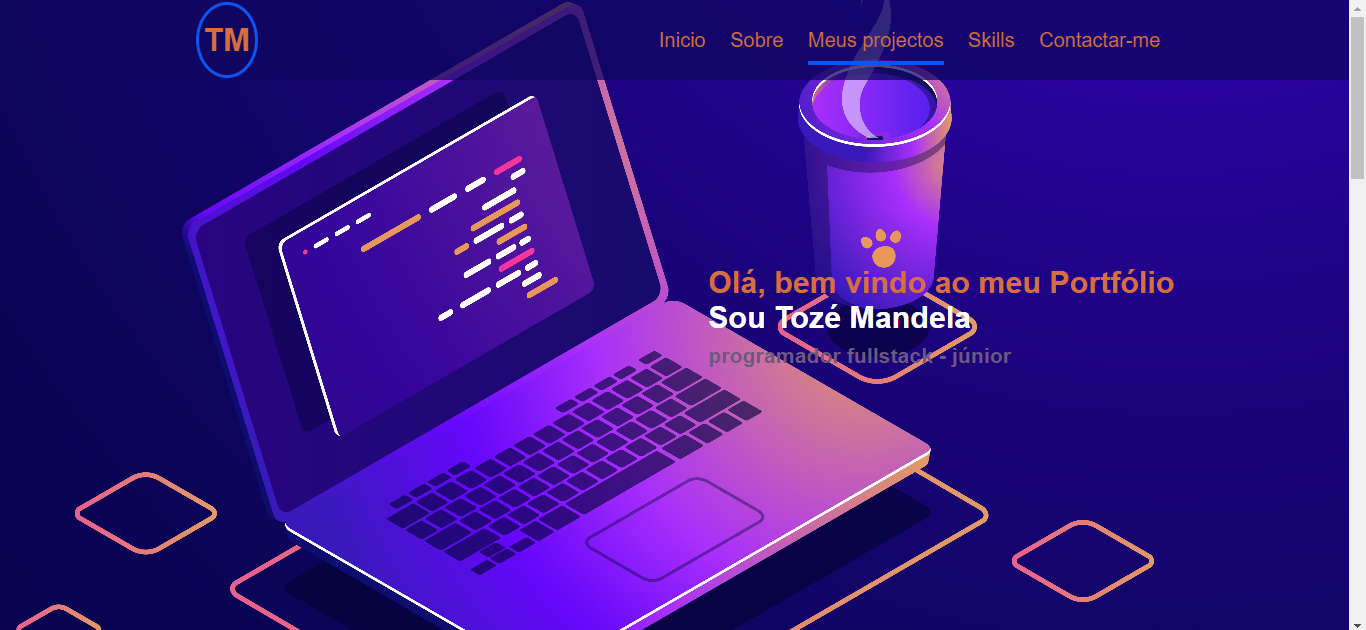 TM
Inicio Sobre Meus projectos Skills Contactar-me
Olá, bem vindo ao meu Portfólio
Sou Tozé Mandela
programador fullstack - júnior